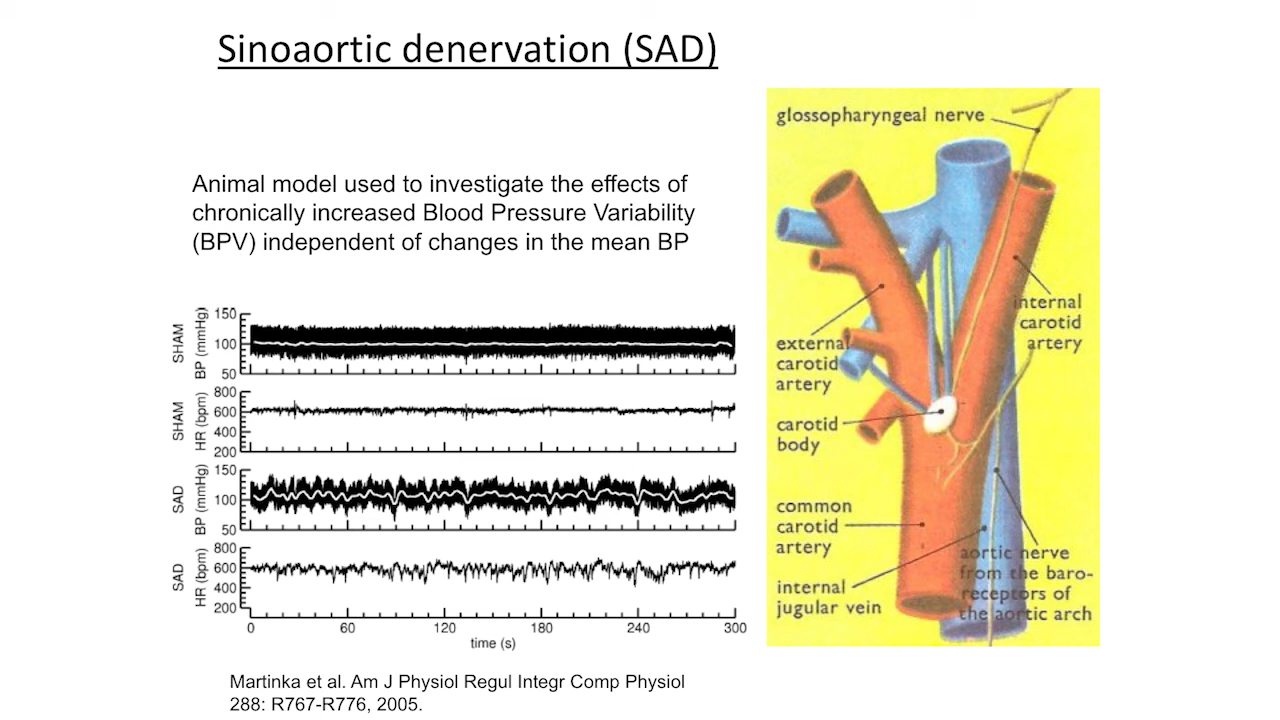 Sinoaortic denervation (SAD)
Animal model used to investigate the effects of
chronically increased Blood Pressure Variability
(BPV) independent of changes in the mean BP
SHAM
BP (mmHg)
150
100
50
SHAM
HR (bpm)
800
600
400
200
SAD
BP (mmHg)
150
100
50
SAD
HR (bpm)
800
600
400
200
0 60 120 180 240 300
time (s)
Martinka et al. Am J Physiol Regul Integr Comp Physiol
288: R767-R776, 2005.
glossopharyngeal nerve
internal
carotid
artery
external
carotid
artery
carotid
body
common
carotid
artery
aortic nerve
from the baro-
receptors of
the aortic arch
internal
jugular vein